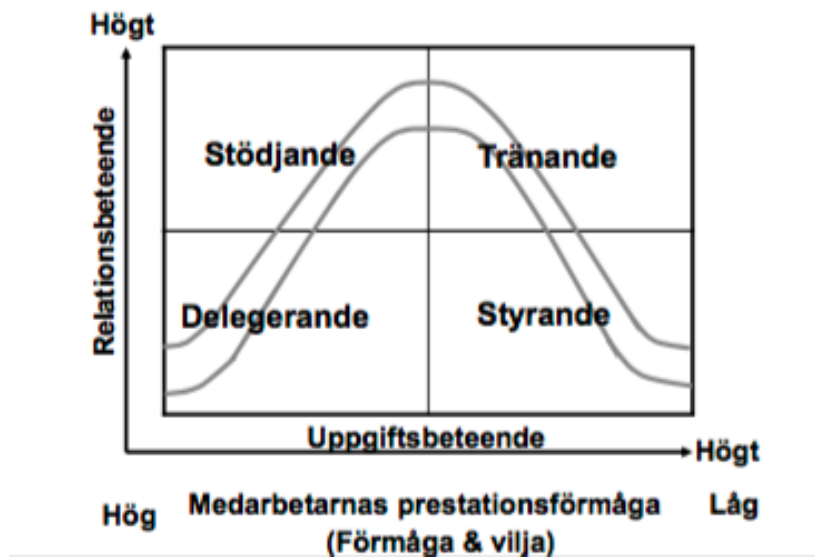 Högt
Relationsbeteende
Stödjande
Tränande
Delegerande
Styrande
Uppgiftsbeteende
Högt
Hög
Medarbetarnas prestationsförmåga
Låg
(Förmåga & vilja)